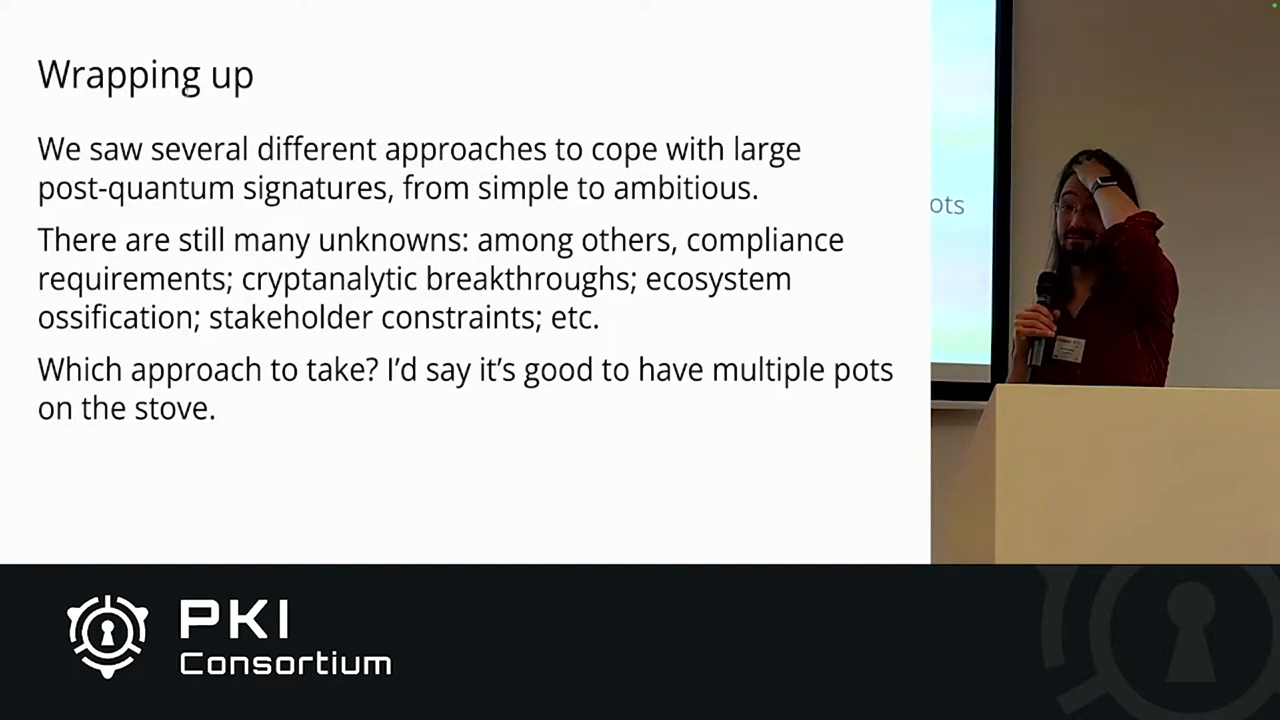 Wrapping up
We saw several different approaches to cope with large
post-quantum signatures, from simple to ambitious.
There are still many unknowns: among others, compliance
requirements; cryptanalytic breakthroughs; ecosystem
ossification; stakeholder constraints; etc.
Which approach to take? I’d say it’s good to have multiple pots
on the stove.
ots
PKI
Consortium